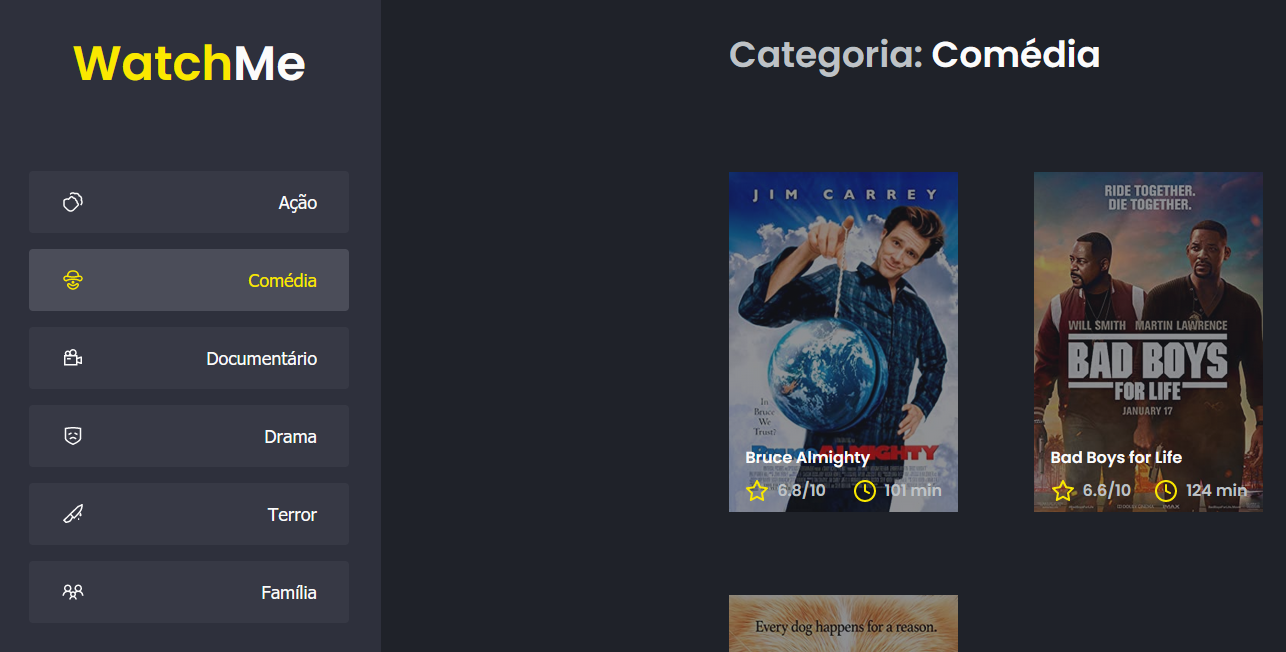 WatchMe
Ação
Comédia
Documentário
Drama
Terror
Família
Categoria: Comédia
JIM CARREY
In
Bruce
We
Trust?
BRUCE ALMIGHTY
Bruce Almighty
6.8/10 101 min
RIDE TOGETHER.
DIE TOGETHER.
WILL SMITH MARTIN LAWRENCE
BAD BOYS
FOR LIFE
JANUARY 17
Bad Boys for Life
6.6/10 124 min
Every dog happens for a reason.